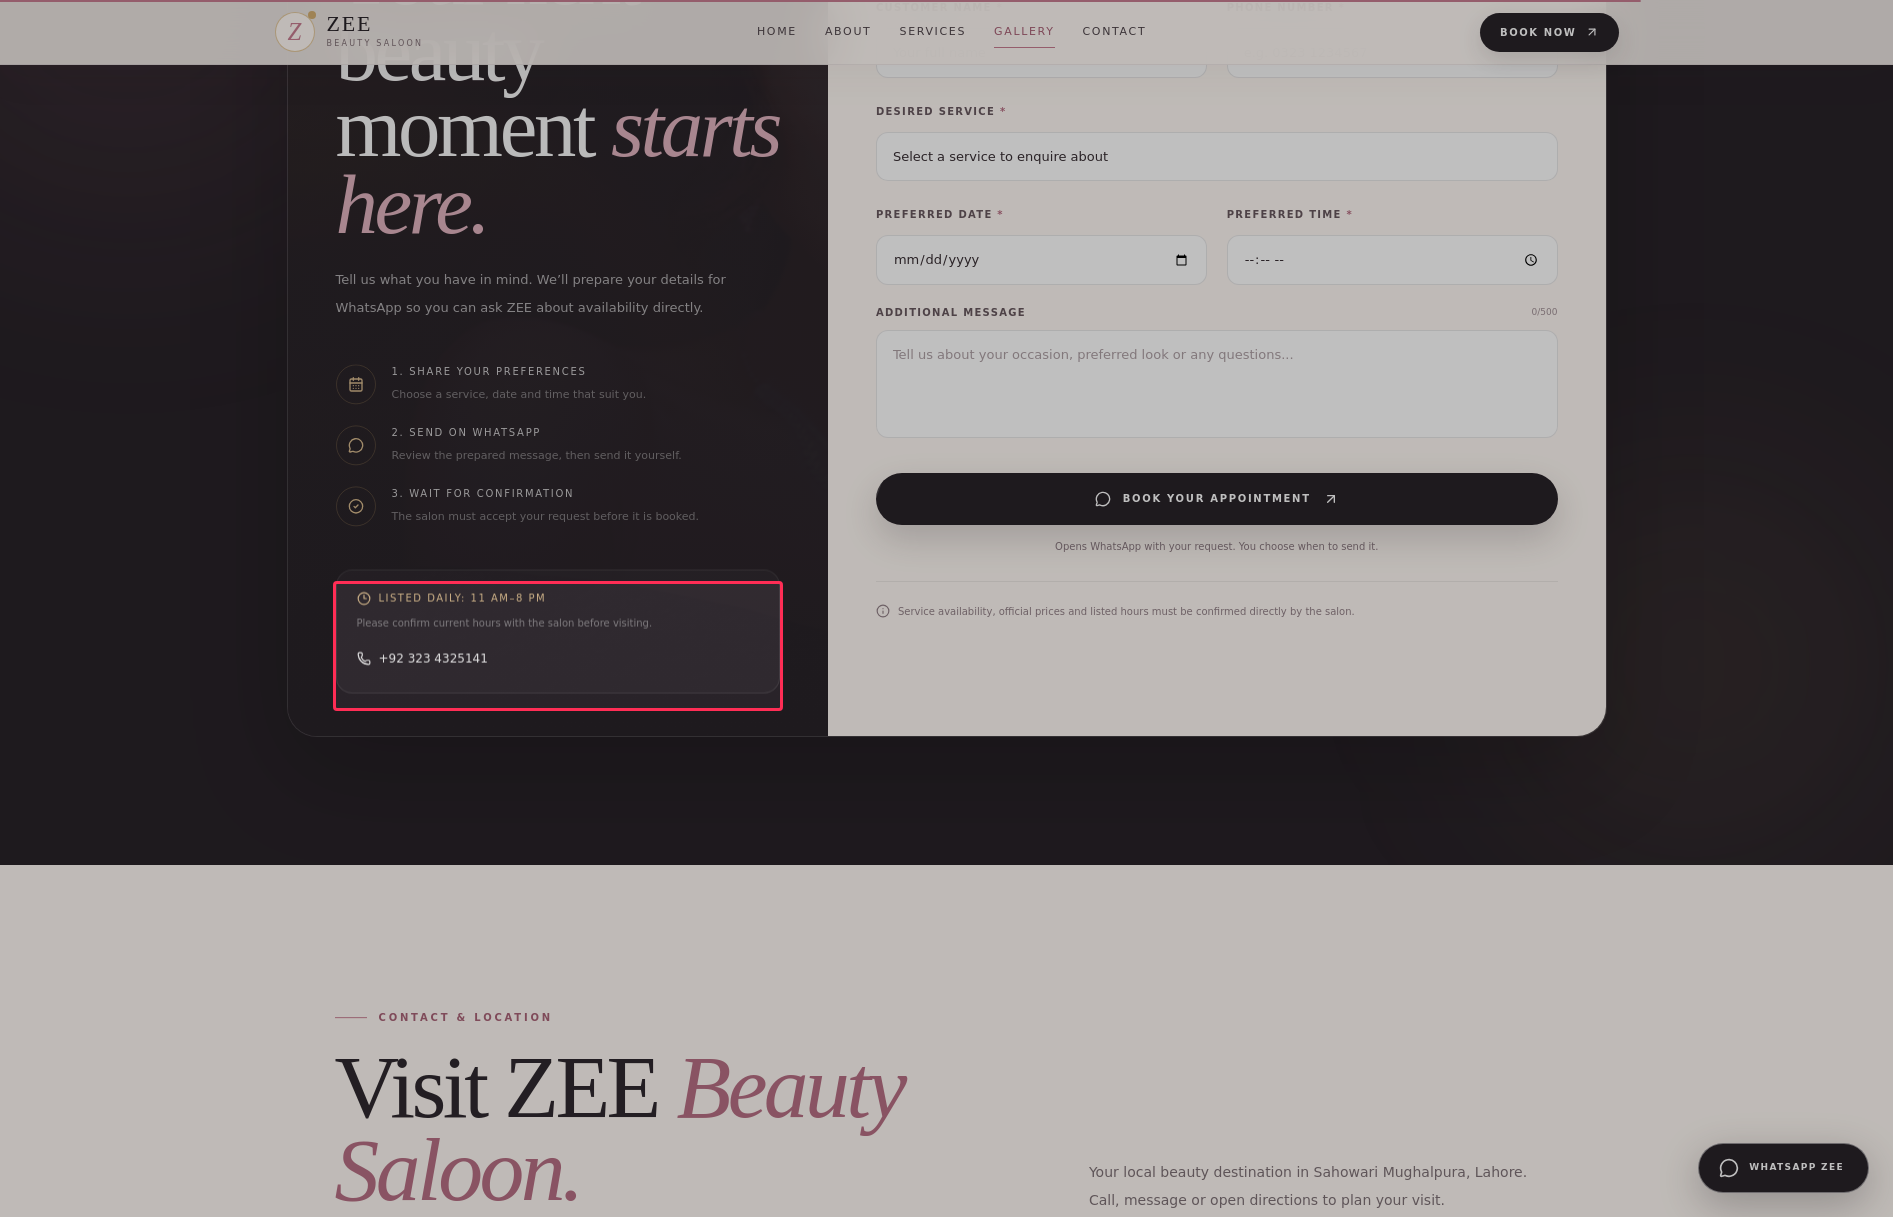 Z
ZEE
BEAUTY SALOON
HOME
ABOUT
SERVICES
GALLERY
CONTACT
BOOK NOW
beauty
moment starts
here.
Tell us what you have in mind. We’ll prepare your details for
WhatsApp so you can ask ZEE about availability directly.
1. SHARE YOUR PREFERENCES
Choose a service, date and time that suit you.
2. SEND ON WHATSAPP
Review the prepared message, then send it yourself.
3. WAIT FOR CONFIRMATION
The salon must accept your request before it is booked.
LISTED DAILY: 11 AM–8 PM
Please confirm current hours with the salon before visiting.
+92 323 4325141
CUSTOMER NAME *
PHONE NUMBER *
DESIRED SERVICE *
Select a service to enquire about
PREFERRED DATE *
PREFERRED TIME *
mm/dd/yyyy
--:-- --
ADDITIONAL MESSAGE
0/500
Tell us about your occasion, preferred look or any questions...
BOOK YOUR APPOINTMENT
Opens WhatsApp with your request. You choose when to send it.
Service availability, official prices and listed hours must be confirmed directly by the salon.
CONTACT & LOCATION
Visit ZEE Beauty
Saloon.
Your local beauty destination in Sahowari Mughalpura, Lahore.
Call, message or open directions to plan your visit.
WHATSAPP ZEE